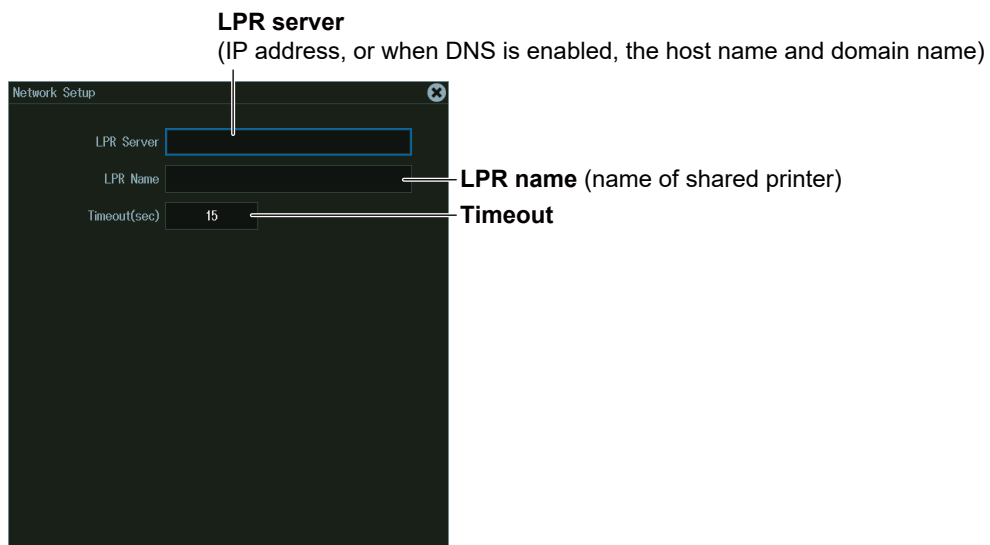 LPR server
(IP address, or when DNS is enabled, the host name and domain name)
Network Setup
LPR Server
LPR Name
LPR name (name of shared printer)
Timeout(sec) 15
Timeout